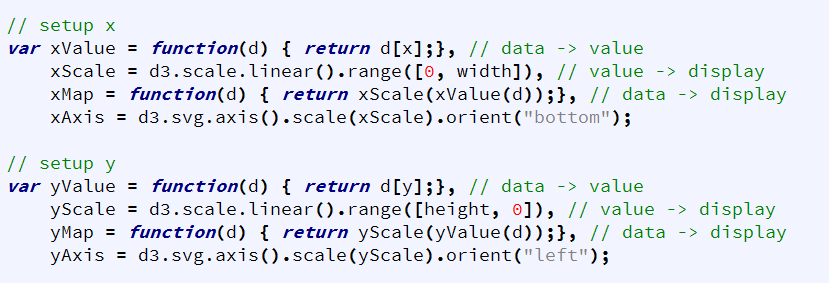 // setup x
var xValue = function(d) { return d[x];}, // data -> value
    xScale = d3.scale.linear().range([0, width]), // value -> display
    xMap = function(d) { return xScale(xValue(d));}, // data -> display
    xAxis = d3.svg.axis().scale(xScale).orient("bottom");

// setup y
var yValue = function(d) { return d[y];}, // data -> value
    yScale = d3.scale.linear().range([height, 0]), // value -> display
    yMap = function(d) { return yScale(yValue(d));}, // data -> display
    yAxis = d3.svg.axis().scale(yScale).orient("left");